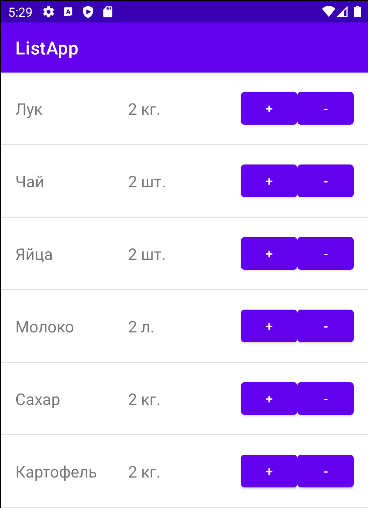 5:29
ListApp
Лук 2 кг. + -
Чай 2 шт. + -
Яйца 2 шт. + -
Молоко 2 л. + -
Сахар 2 кг. + -
Картофель 2 кг. + -